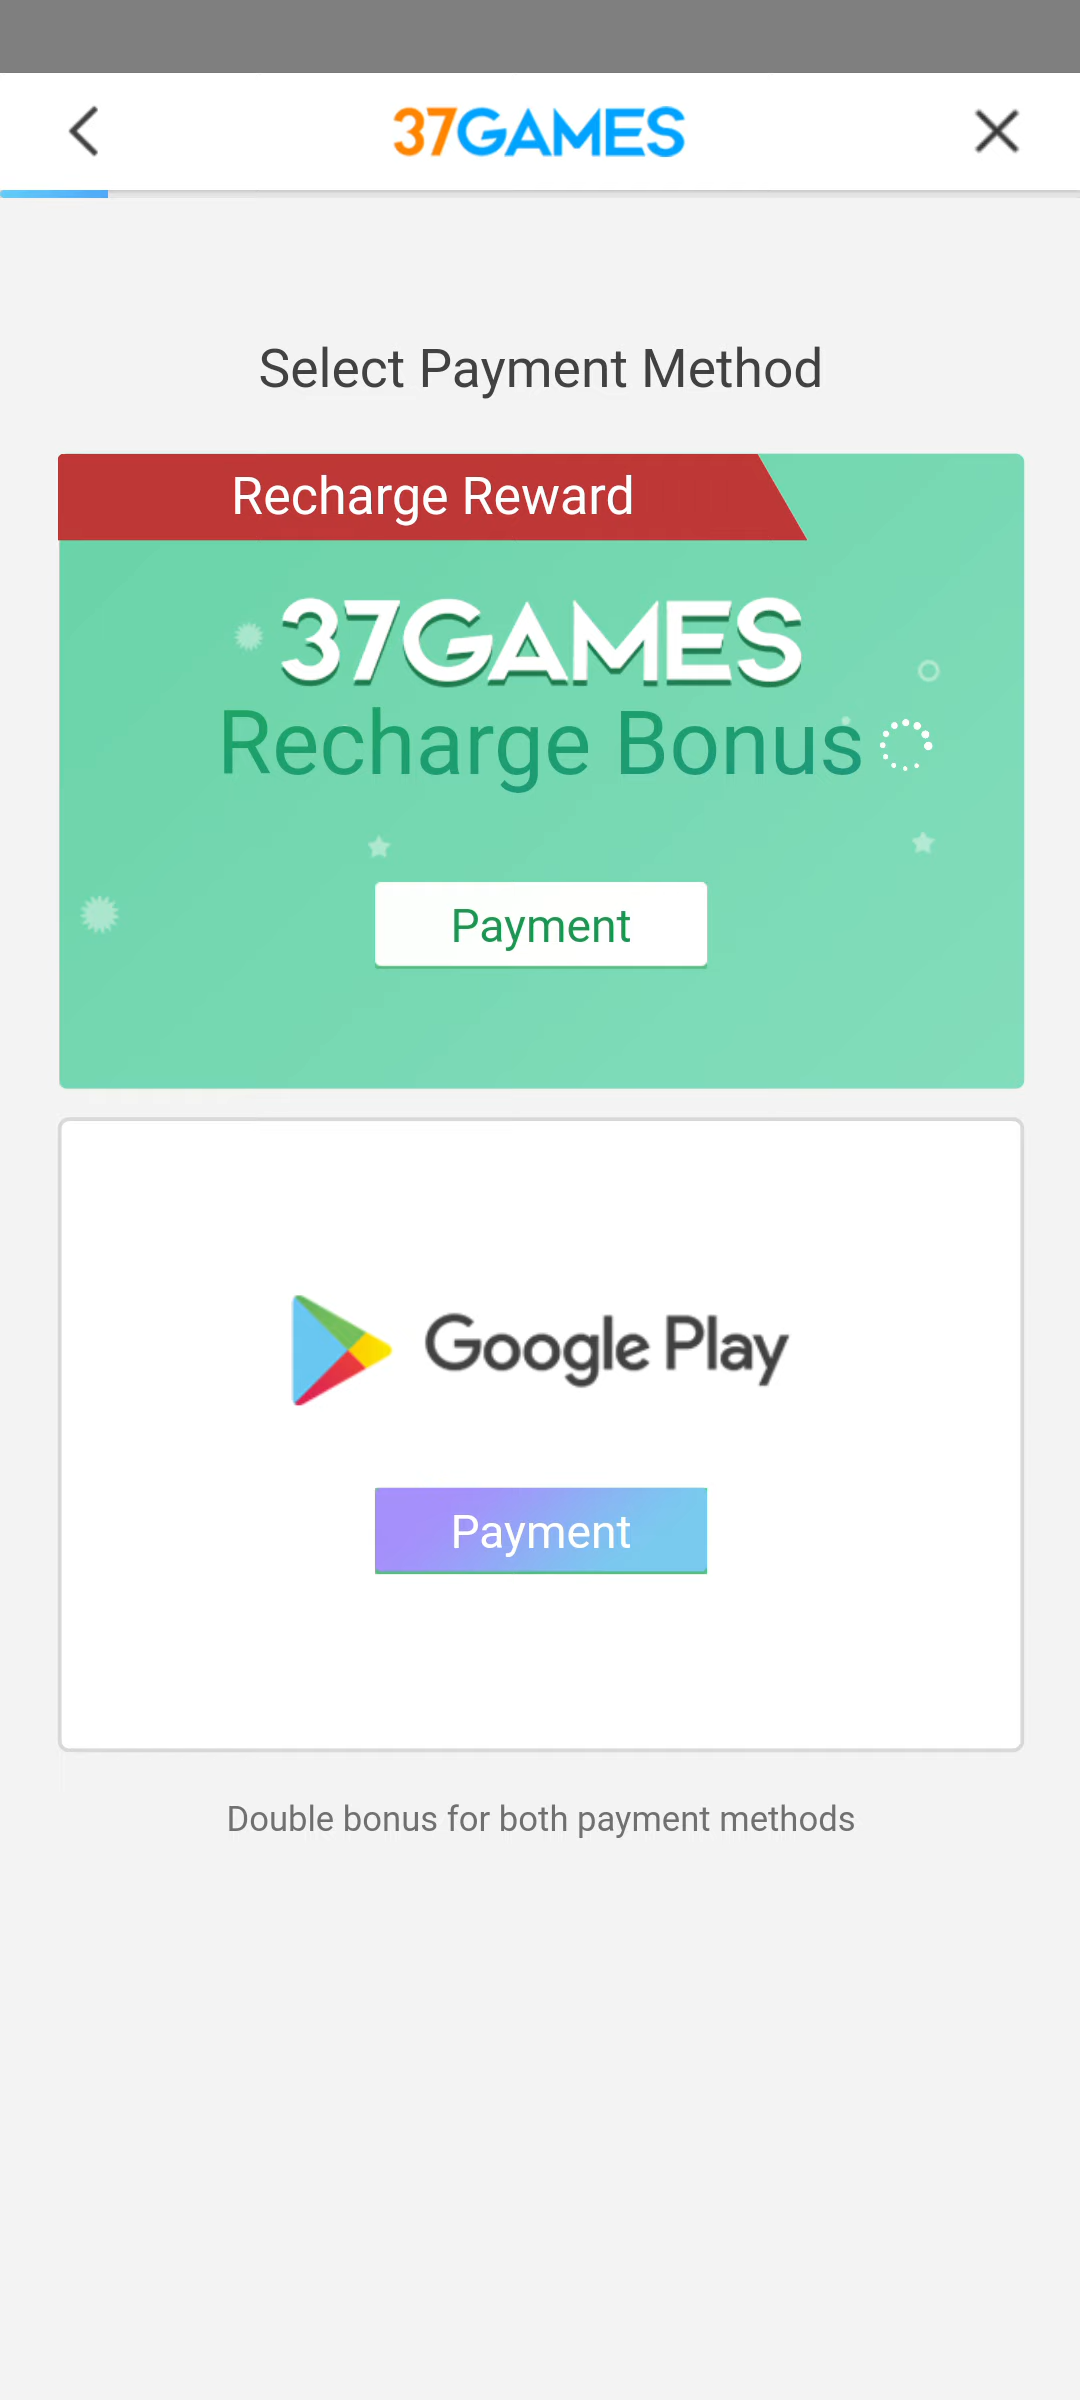 37GAMES
Select Payment Method
Recharge Reward
37GAMES
Recharge Bonus
Payment
Google Play
Payment
Double bonus for both payment methods